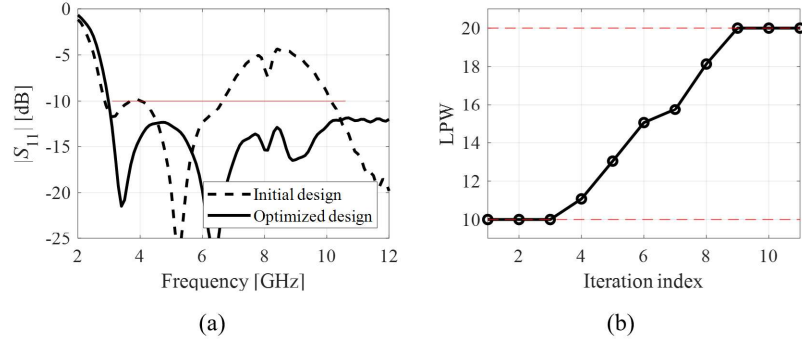 0
-5
-10
-15
-20
-25
|S11| [dB]
2 4 6 8 10 12
Frequency [GHz]
Initial design
Optimized design
(a)
20
18
16
14
12
10
LPW
2 4 6 8 10
Iteration index
(b)